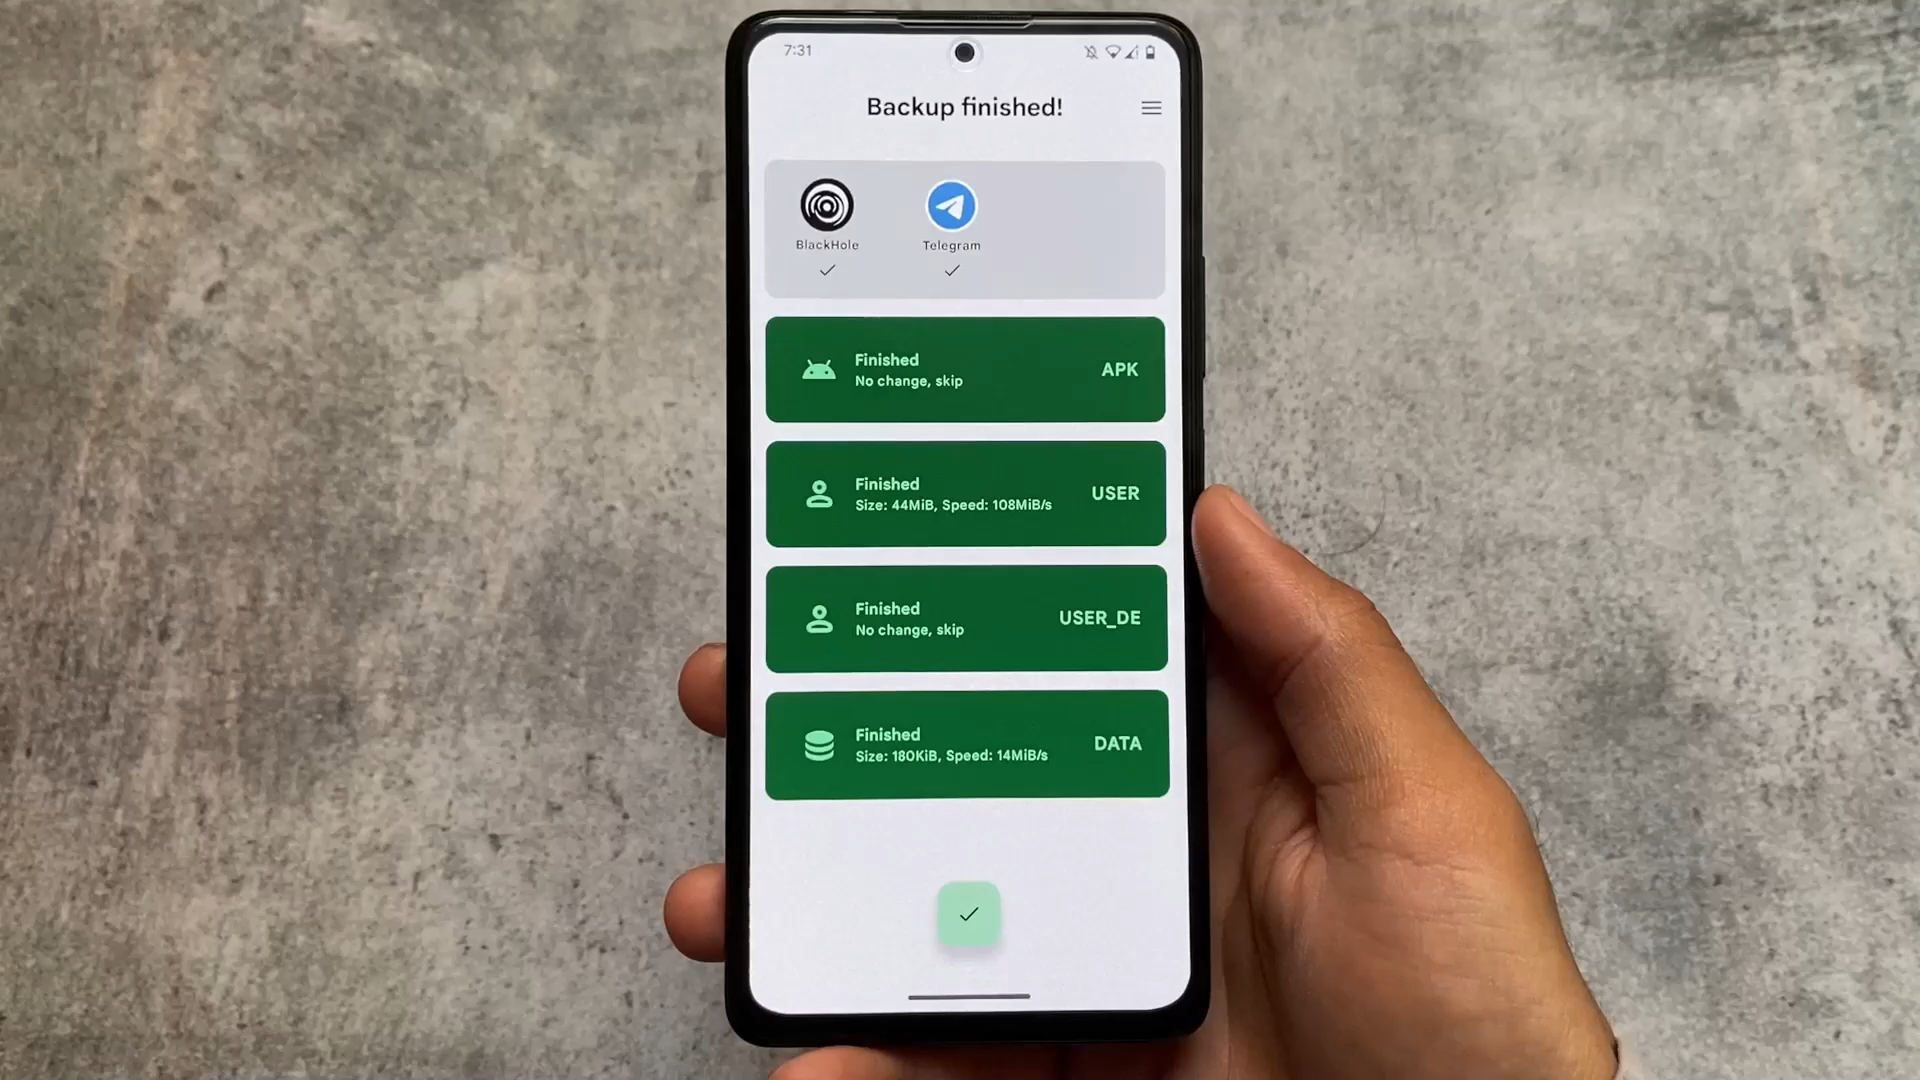 7:31
Backup finished!
BlackHole
Telegram
Finished
No change, skip
APK
Finished
Size: 44MiB, Speed: 108MiB/s
USER
Finished
No change, skip
USER_DE
Finished
Size: 180KiB, Speed: 14MiB/s
DATA